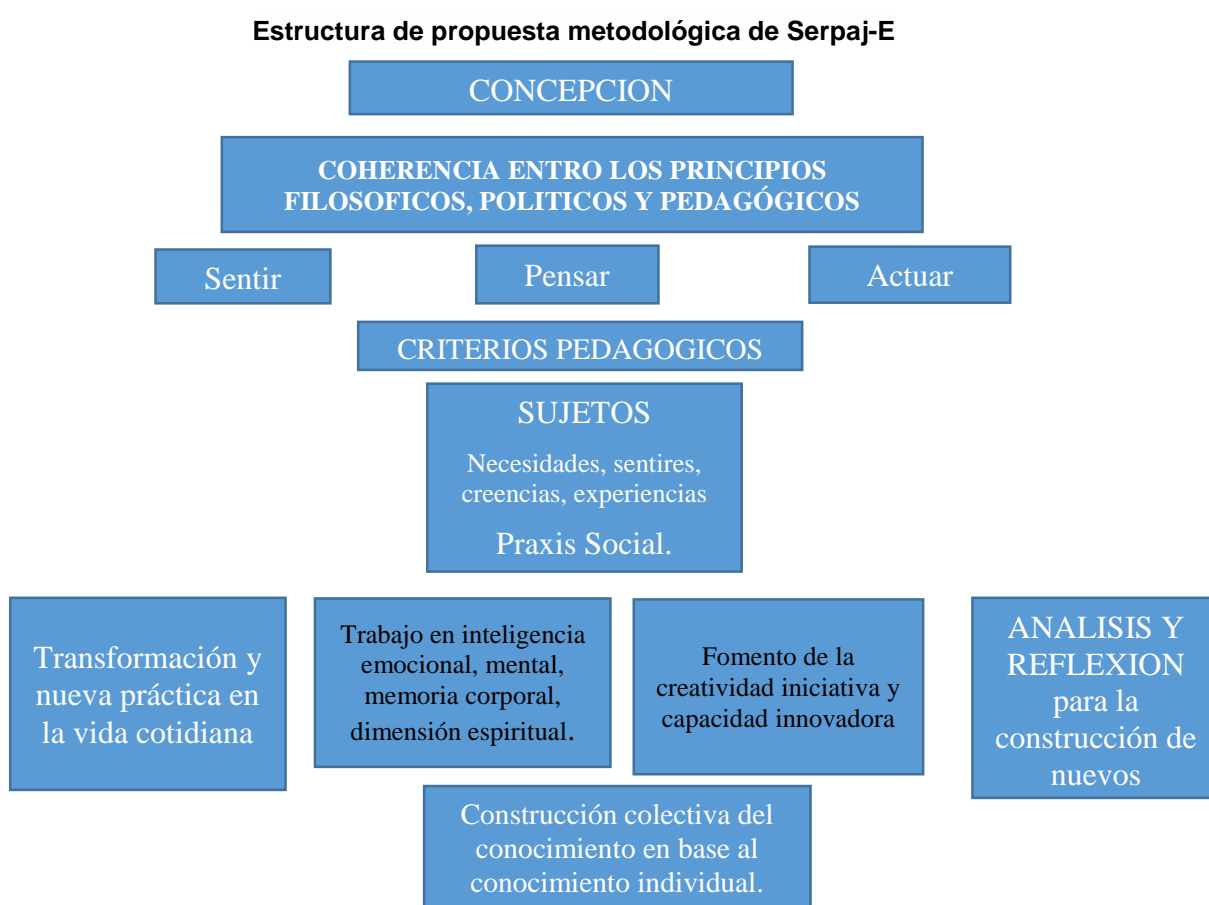 Estructura de propuesta metodológica de Serpaj-E
CONCEPCION
COHERENCIA ENTRO LOS PRINCIPIOS
FILOSOFICOS, POLITICOS Y PEDAGÓGICOS
Sentir
Pensar
Actuar
CRITERIOS PEDAGOGICOS
SUJETOS
Necesidades, sentires,
creencias, experiencias
Praxis Social.
Transformación y
nueva práctica en
la vida cotidiana
Trabajo en inteligencia
emocional, mental,
memoria corporal,
dimensión espiritual.
Fomento de la
creatividad iniciativa y
capacidad innovadora
ANALISIS Y
REFLEXION
para la
construcción de
nuevos
Construcción colectiva del
conocimiento en base al
conocimiento individual.